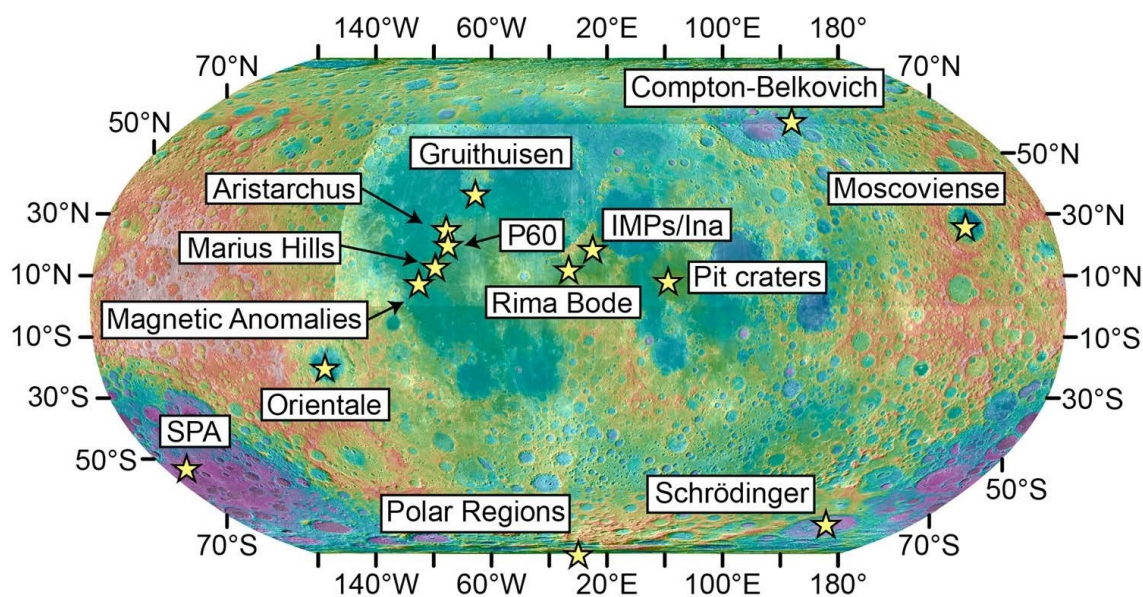 140°W 60°W 20°E 100°E 180°
70°N 70°N
Compton-Belkovich
50°N 50°N
Gruithuisen
Aristarchus Moscoviense
30°N 30°N
IMPs/Ina
P60
Marius Hills
10°N Pit craters 10°N
Rima Bode
Magnetic Anomalies
10°S 10°S
30°S 30°S
Orientale
SPA
50°S 50°S
Schrödinger
Polar Regions
70°S 70°S
140°W 60°W 20°E 100°E 180°